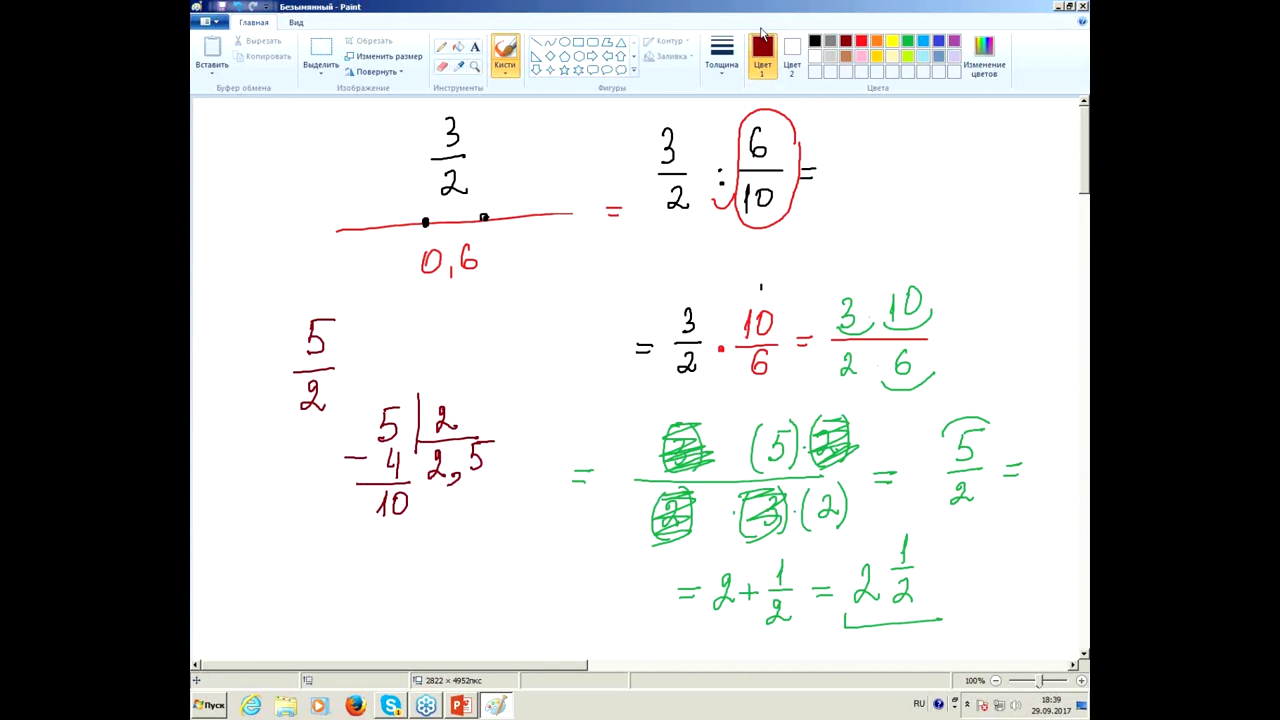 Безымянный - Paint
Главная Вид
Вставить
Вырезать
Копировать
Буфер обмена
Выделить
Обрезать
Изменить размер
Повернуть
Изображение
Инструменты
Кисти
Контур
Заливка
Фигуры
Толщина
Цвет 1
Цвет 2
Изменение цветов
Цвета
3/2
0,6
= 3/2 : 6/10 =
= 3/2 · 10/6 = 3 10 / 2 6
5/2
5 | 2
- 4 2,5
10
= (5) · 2 / 2 · 3 · (2) = 5/2 =
= 2 + 1/2 = 2 1/2
2822 × 4952пкс
100%
Пуск
RU
18:39
29.09.2017